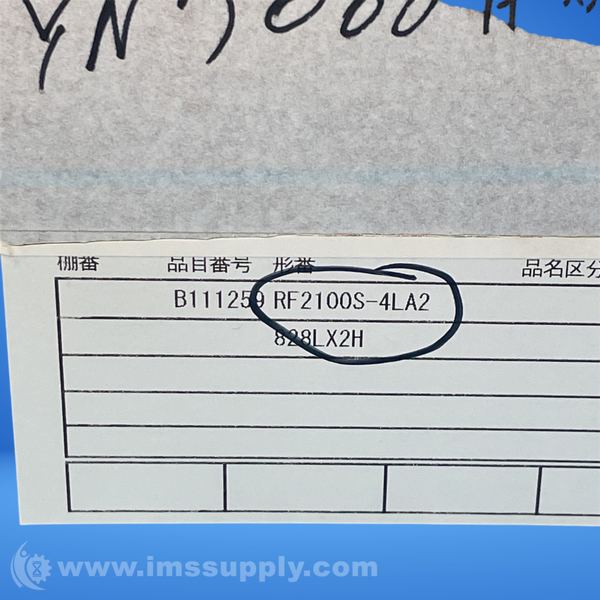 棚番 品目番号 形番 品名区分
B111259 RF2100S-4LA2
828LX2H
www.imssupply.com